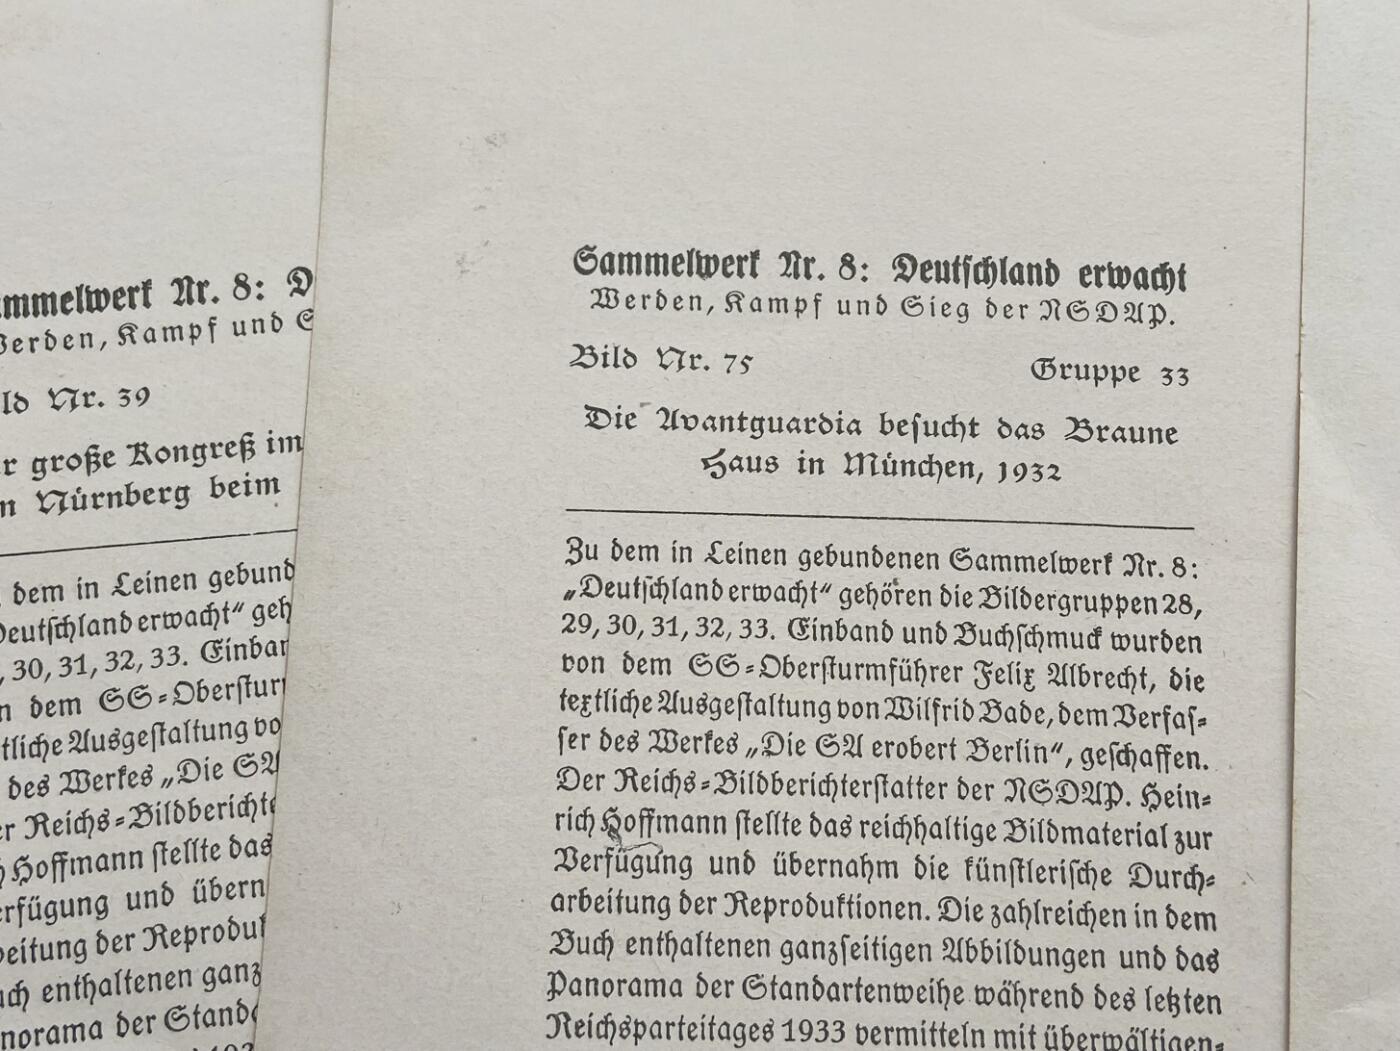 mmelwerk Nr. 8: D
Werden, Kampf und S
ld Nr. 39
r große Kongreß im
n Nürnberg beim
dem in Leinen gebund
Deutschland erwacht“ geh
, 30, 31, 32, 33. Einban
n dem SS-Obersturm
tliche Ausgestaltung vo
des Werkes „Die SA
er Reichs-Bildberichte
h Hoffmann stellte das
erfügung und übern
beitung der Reproduk
uch enthaltenen ganz
norama der Stand
Sammelwerk Nr. 8: Deutschland erwacht
Werden, Kampf und Sieg der NSDAP.
Bild Nr. 75 Gruppe 33
Die Avantguardia besucht das Braune
Haus in München, 1932
Zu dem in Leinen gebundenen Sammelwerk Nr. 8:
„Deutschland erwacht“ gehören die Bildergruppen 28,
29, 30, 31, 32, 33. Einband und Buchschmuck wurden
von dem SS-Obersturmführer Felix Albrecht, die
textliche Ausgestaltung von Wilfrid Bade, dem Verfas-
ser des Werkes „Die SA erobert Berlin“, geschaffen.
Der Reichs-Bildberichterstatter der NSDAP. Hein-
rich Hoffmann stellte das reichhaltige Bildmaterial zur
Verfügung und übernahm die künstlerische Durch-
arbeitung der Reproduktionen. Die zahlreichen in dem
Buch enthaltenen ganzseitigen Abbildungen und das
Panorama der Standartenweihe während des letzten
Reichsparteitages 1933 vermitteln mit überwältigen-